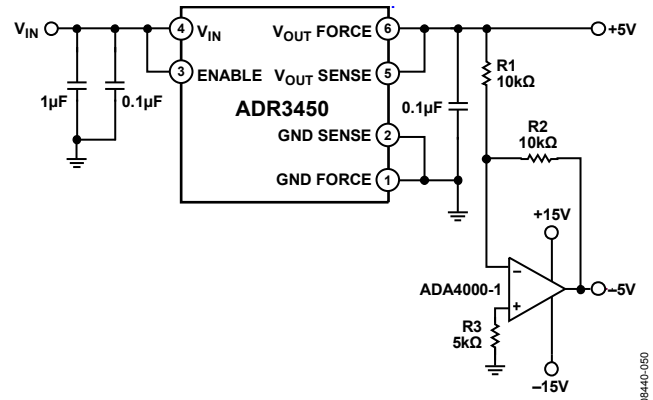 VIN
4 VIN
VOUT FORCE 6
+5V
3 ENABLE
VOUT SENSE 5
R1
10kΩ
1µF
0.1µF
ADR3450
0.1µF
GND SENSE 2
R2
10kΩ
GND FORCE 1
+15V
ADA4000-1
−
+
–5V
R3
5kΩ
–15V
08440-050